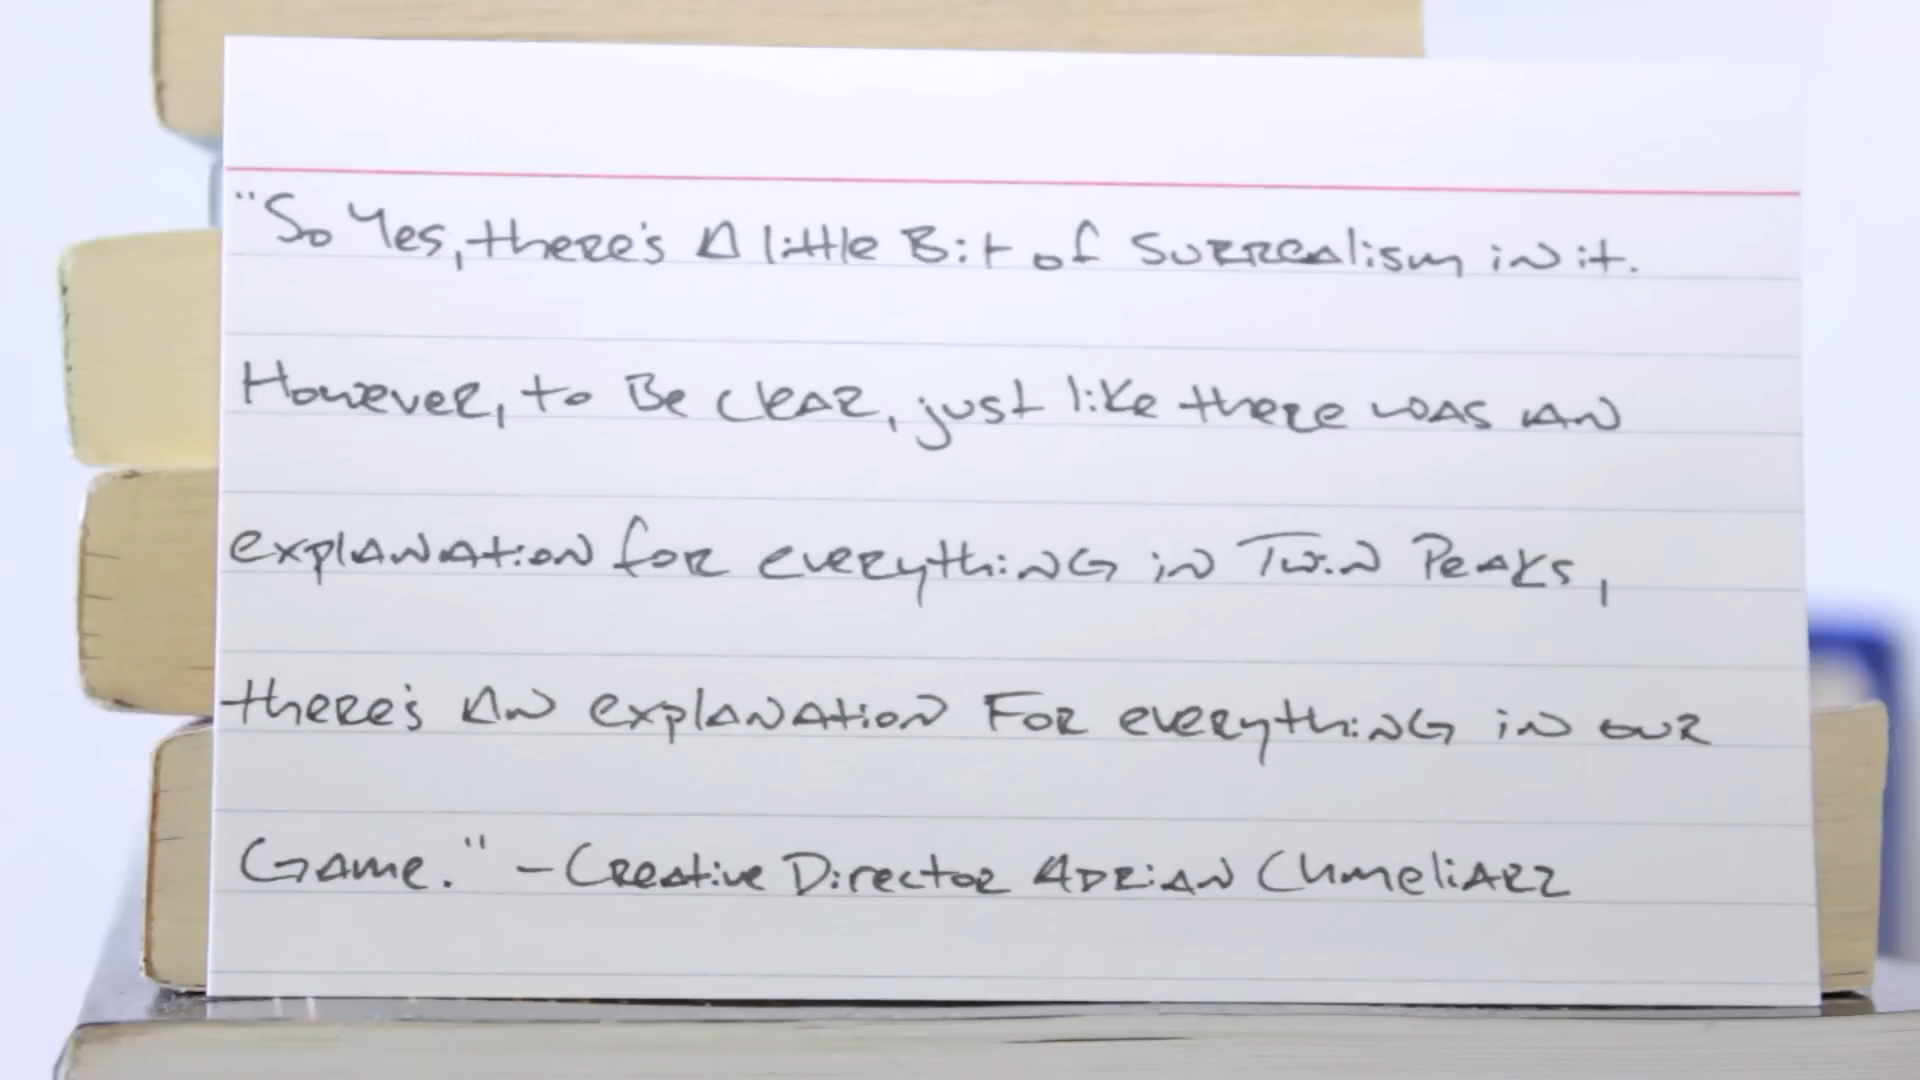 "So Yes, there's A little Bit of Surrealism in it.
However, to Be clear, just like there was an
explanation for everything in Twin Peaks,
there's an explanation For everything in our
Game." - Creative Director Adrian Chmeliarz